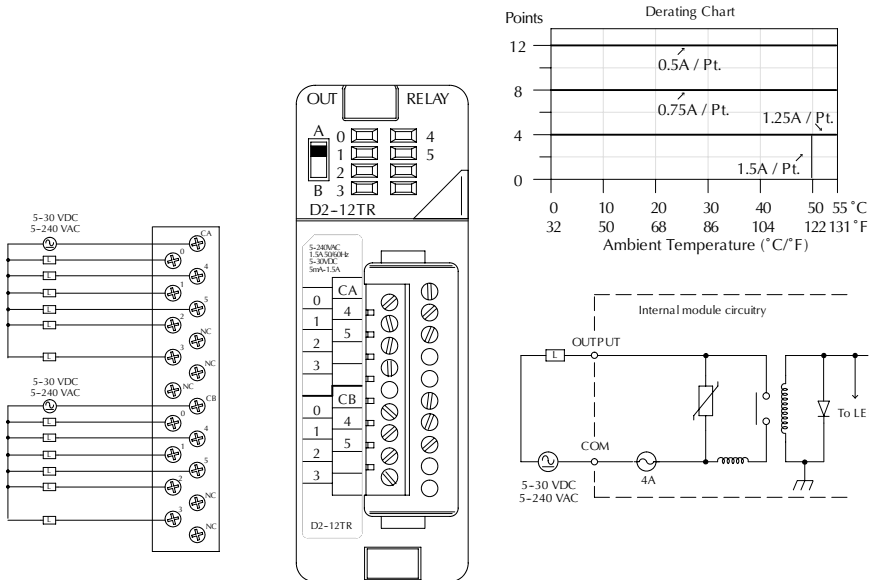 5-30 VDC
5-240 VAC
CA
0
L
4
L
1
L
5
L
2
L
NC
3
L
NC
NC
5-30 VDC
5-240 VAC
CB
0
L
4
L
1
L
5
L
2
L
NC
3
L
NC
OUT RELAY
A 0 4
1 5
2
B 3
D2-12TR
5-240VAC
1.5A 50/60Hz
5-30VDC
5mA-1.5A
CA
0
4
1
5
2
3
CB
0
4
1
5
2
3
D2-12TR
Points Derating Chart
12
0.5A / Pt.
8
0.75A / Pt.
1.25A / Pt.
4
1.5A / Pt.
0
0 10 20 30 40 50 55 ˚C
32 50 68 86 104 122 131 ˚F
Ambient Temperature (˚C/˚F)
Internal module circuitry
OUTPUT
L
To LE
COM
4A
5-30 VDC
5-240 VAC